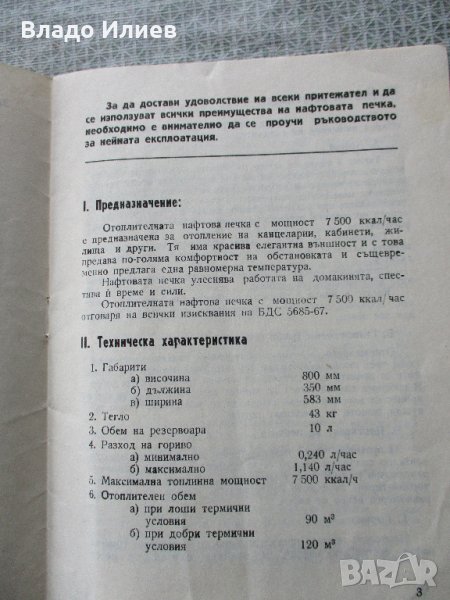 Владо Илиев
За да достави удоволствие на всеки притежател и да
се използуват всички преимущества на нафтовата печка,
необходимо е внимателно да се проучи ръководството
за нейната експлоатация.
I. Предназначение:
Отоплителната нафтова печка с мощност 7 500 ккал/час
е предназначена за отопление на канцеларии, кабинети, жи-
лища и други. Тя има красива елегантна външност и с това
предава по-голяма комфортност на обстановката и същевре-
менно предлага една равномерна температура.
Нафтовата печка улеснява работата на домакинята, спес-
тява ѝ време и сили.
Отоплителната нафтова печка с мощност 7 500 ккал/час
отговаря на всички изисквания на БДС 5685-67.
II. Техническа характеристика
1. Габарити
а) височина 800 мм
б) дължина 350 мм
в) ширина 583 мм
2. Тегло 43 кг
3. Обем на резервоара 10 л
4. Разход на гориво
а) минимално 0,240 л/час
б) максимално 1,140 л/час
5. Максимална топлинна мощност 7 500 ккал/ч
6. Отоплителен обем
а) при лоши термични
условия 90 м³
б) при добри термични
условия 120 м³
3
bazar